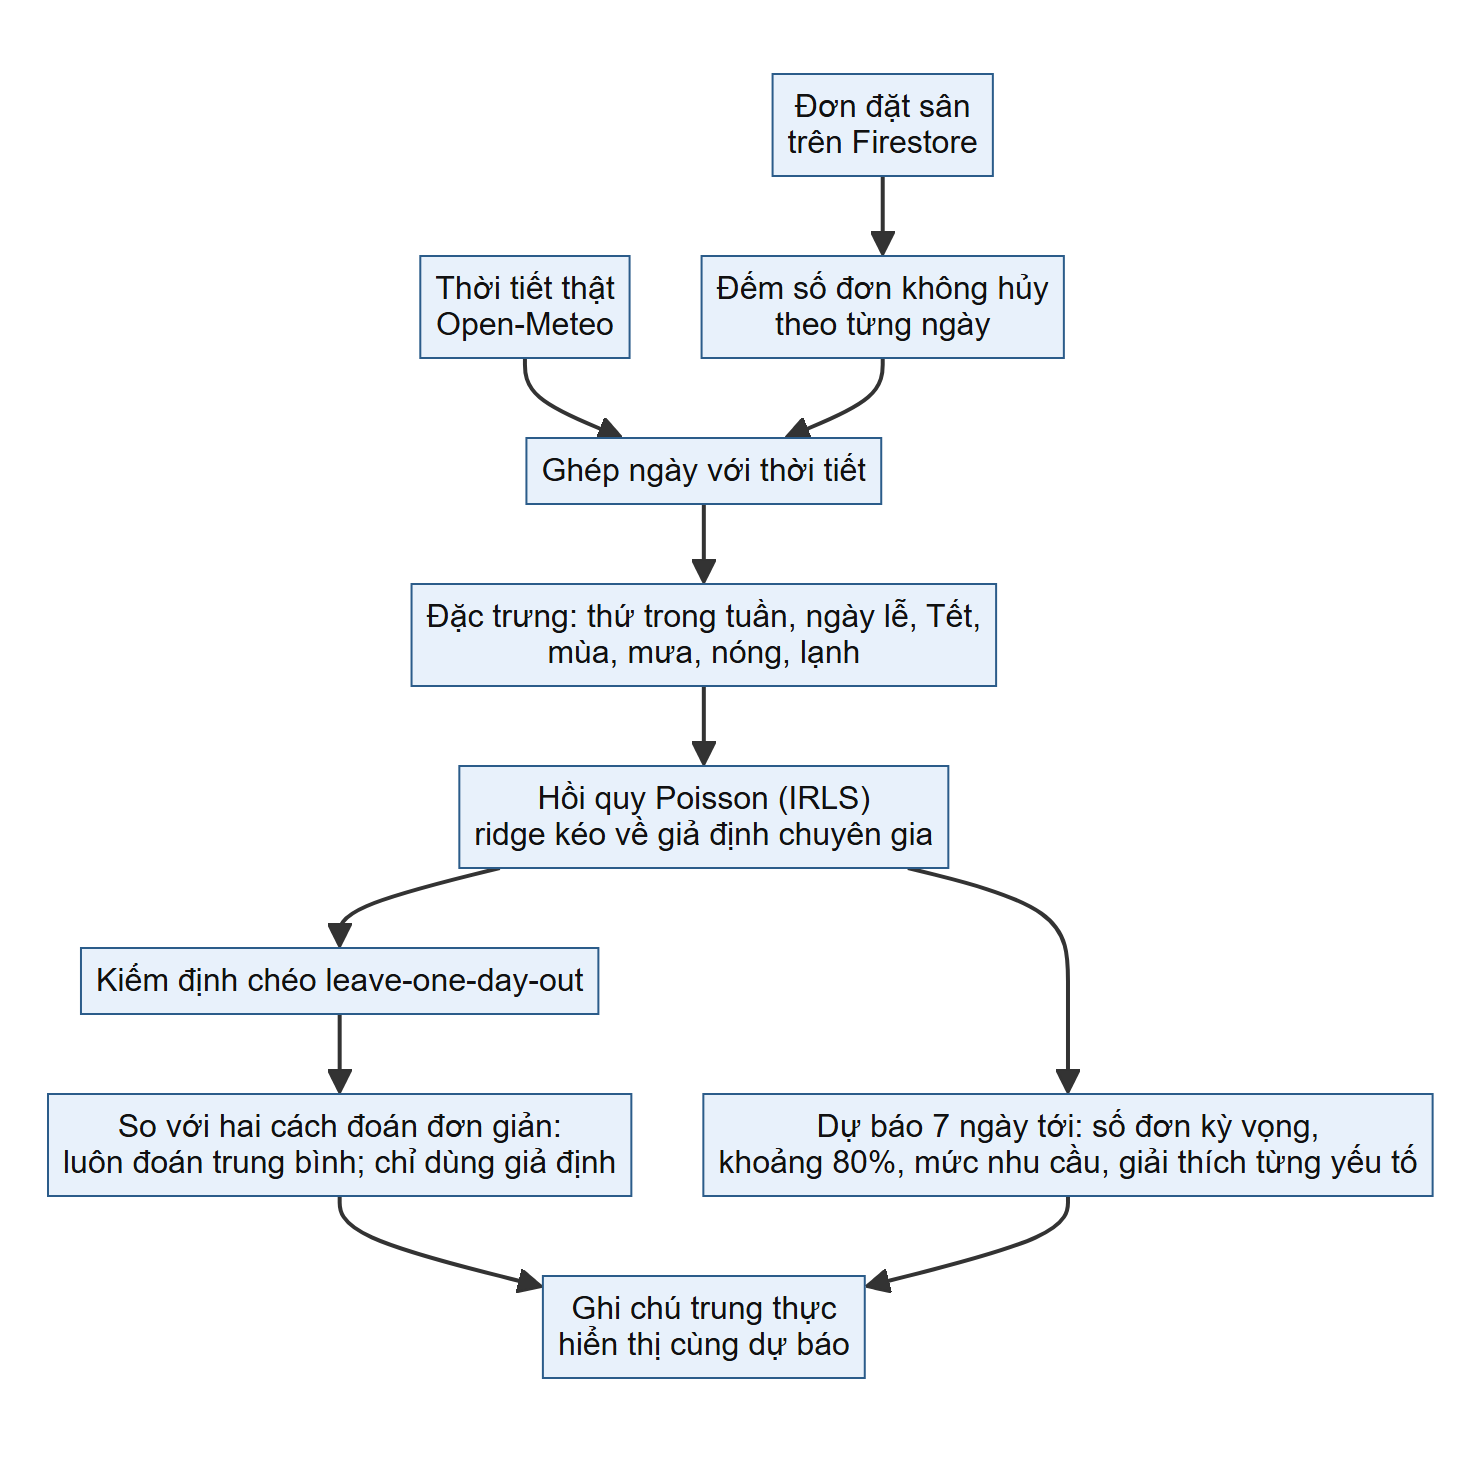 Đơn đặt sân
trên Firestore
Thời tiết thật
Open-Meteo
Đếm số đơn không hủy
theo từng ngày
Ghép ngày với thời tiết
Đặc trưng: thứ trong tuần, ngày lễ, Tết,
mùa, mưa, nóng, lạnh
Hồi quy Poisson (IRLS)
ridge kéo về giả định chuyên gia
Kiểm định chéo leave-one-day-out
So với hai cách đoán đơn giản:
luôn đoán trung bình; chỉ dùng giả định
Dự báo 7 ngày tới: số đơn kỳ vọng,
khoảng 80%, mức nhu cầu, giải thích từng yếu tố
Ghi chú trung thực
hiển thị cùng dự báo